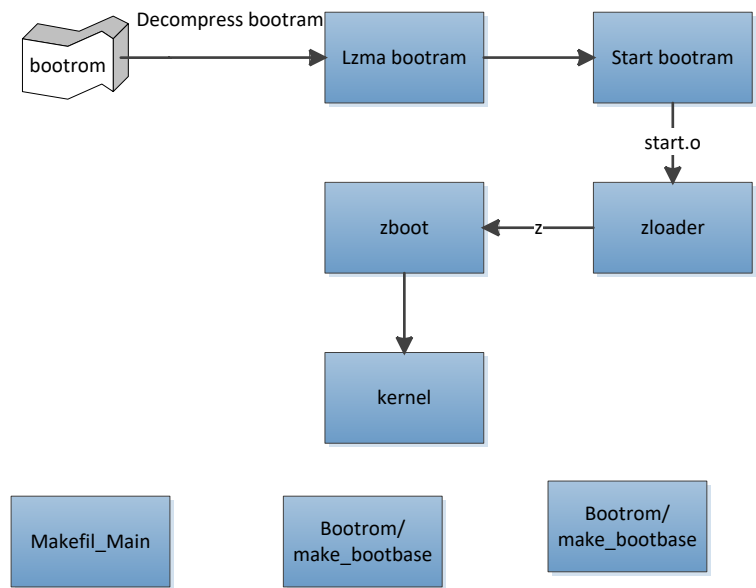 Decompress bootram
bootrom
Lzma bootram
Start bootram
start.o
zboot
z
zloader
kernel
Makefil_Main
Bootrom/
make_bootbase
Bootrom/
make_bootbase